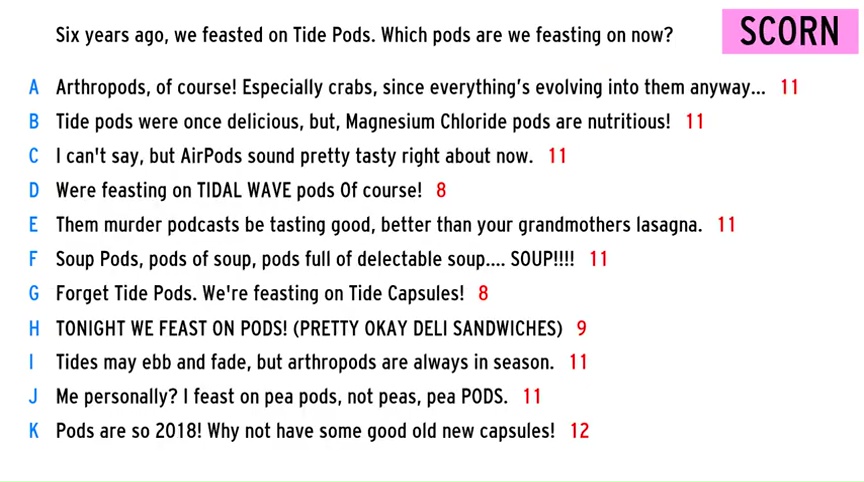 Six years ago, we feasted on Tide Pods. Which pods are we feasting on now?
SCORN
A Arthropods, of course! Especially crabs, since everything's evolving into them anyway... 11
B Tide pods were once delicious, but, Magnesium Chloride pods are nutritious! 11
C I can't say, but AirPods sound pretty tasty right about now. 11
D Were feasting on TIDAL WAVE pods Of course! 8
E Them murder podcasts be tasting good, better than your grandmothers lasagna. 11
F Soup Pods, pods of soup, pods full of delectable soup.... SOUP!!!! 11
G Forget Tide Pods. We're feasting on Tide Capsules! 8
H TONIGHT WE FEAST ON PODS! (PRETTY OKAY DELI SANDWICHES) 9
I Tides may ebb and fade, but arthropods are always in season. 11
J Me personally? I feast on pea pods, not peas, pea PODS. 11
K Pods are so 2018! Why not have some good old new capsules! 12